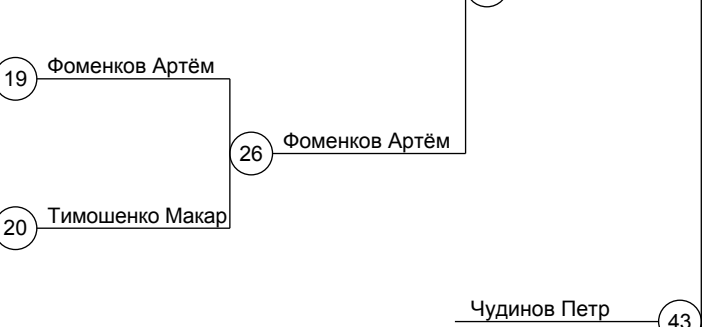 19 Фоменков Артём
26 Фоменков Артём
20 Тимошенко Макар
Чудинов Петр 43